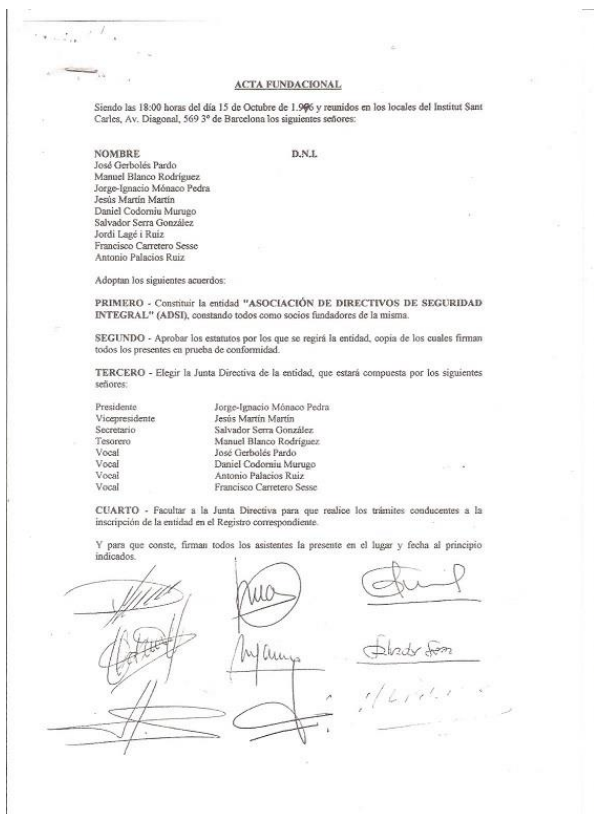 ACTA FUNDACIONAL
Siendo las 18:00 horas del día 15 de Octubre de 1.996 y reunidos en los locales del Institut Sant
Carles, Av. Diagonal, 569 3º de Barcelona los siguientes señores:
NOMBRE D.N.I.
José Gerbolés Pardo
Manuel Blanco Rodríguez
Jorge-Ignacio Mónaco Pedra
Jesús Martín Martín
Daniel Codorniu Murugo
Salvador Serra González
Jordi Lagé i Ruiz
Francisco Carretero Sesse
Antonio Palacios Ruiz
Adoptan los siguientes acuerdos:
PRIMERO - Constituir la entidad "ASOCIACIÓN DE DIRECTIVOS DE SEGURIDAD
INTEGRAL" (ADSI), constando todos como socios fundadores de la misma.
SEGUNDO - Aprobar los estatutos por los que se regirá la entidad, copia de los cuales firman
todos los presentes en prueba de conformidad.
TERCERO - Elegir la Junta Directiva de la entidad, que estará compuesta por los siguientes
señores:
Presidente Jorge-Ignacio Mónaco Pedra
Vicepresidente Jesús Martín Martín
Secretario Salvador Serra González
Tesorero Manuel Blanco Rodríguez
Vocal José Gerbolés Pardo
Vocal Daniel Codorniu Murugo
Vocal Antonio Palacios Ruiz
Vocal Francisco Carretero Sesse
CUARTO - Facultar a la Junta Directiva para que realice los trámites conducentes a la
inscripción de la entidad en el Registro correspondiente.
Y para que conste, firman todos los asistentes la presente en el lugar y fecha al principio
indicados.
Salvador Serra